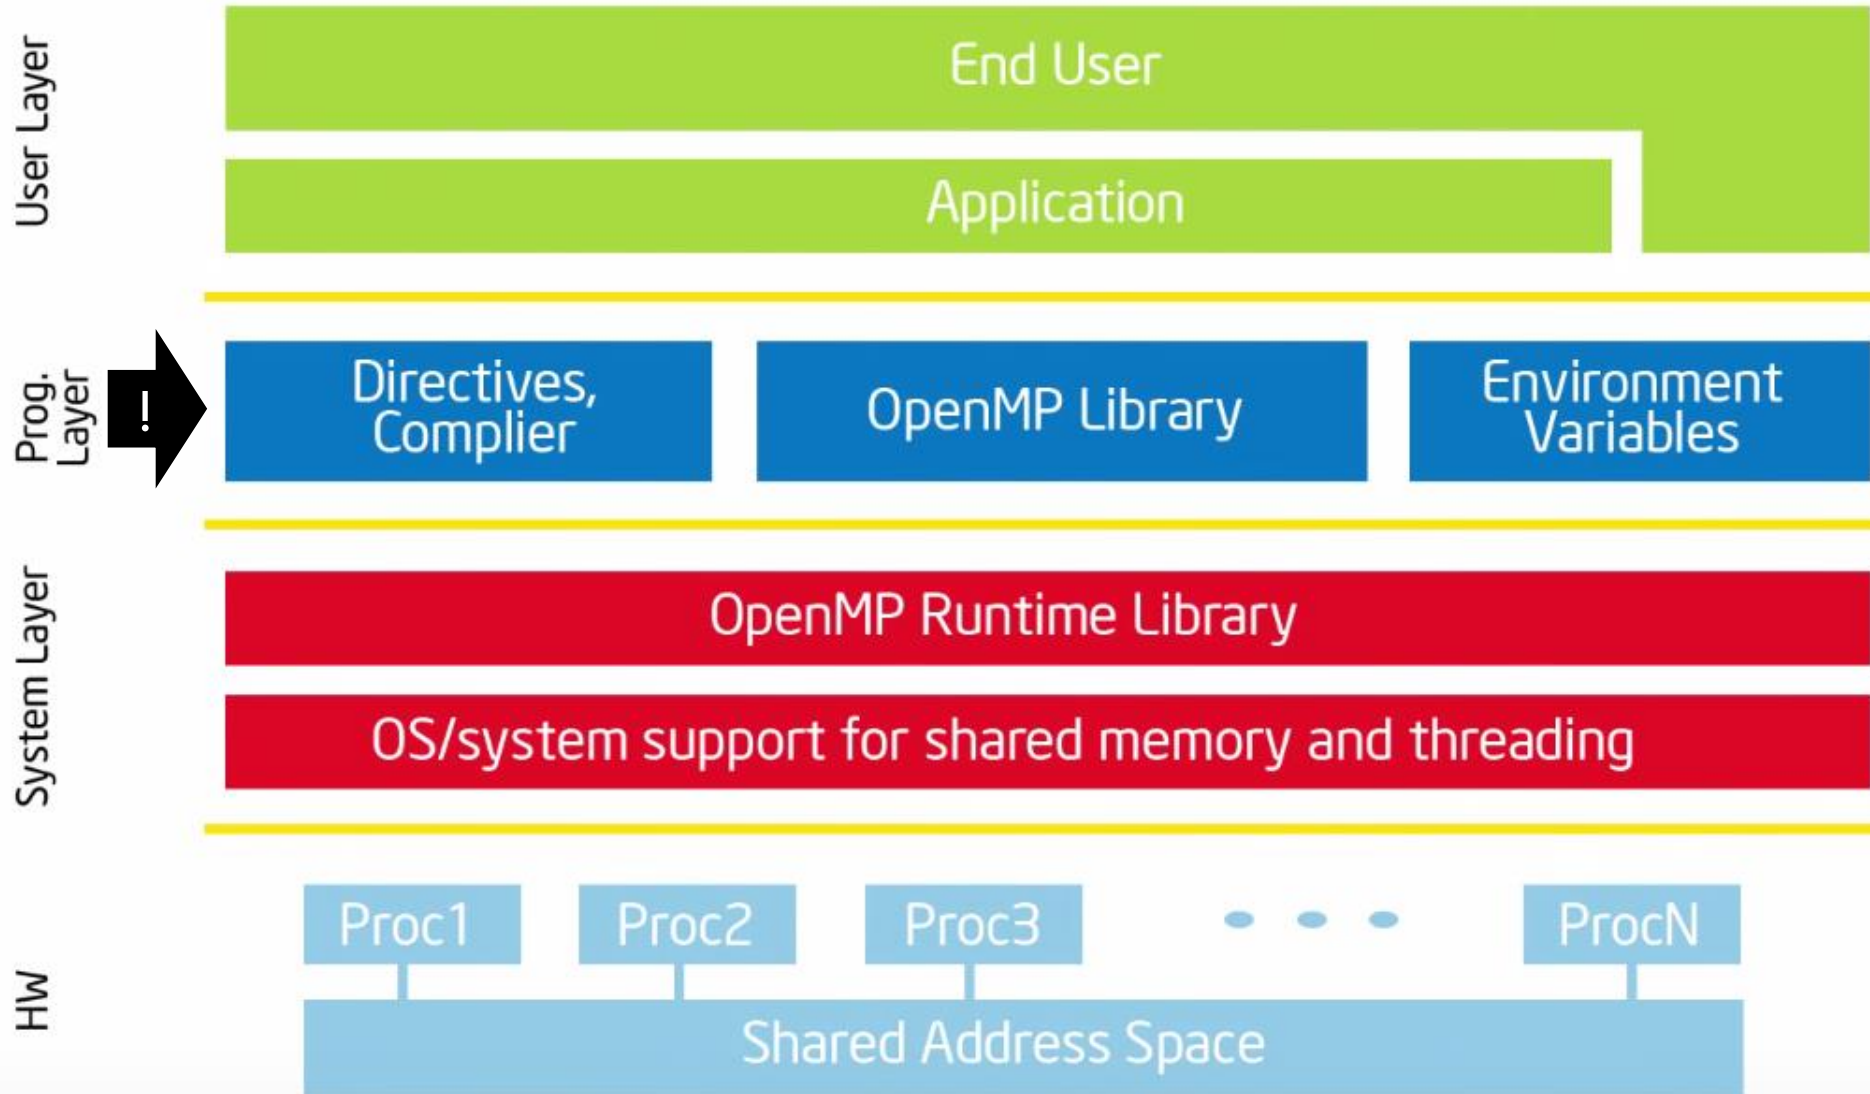 User Layer
End User
Application
Prog.
Layer
!
Directives,
Complier
OpenMP Library
Environment
Variables
System Layer
OpenMP Runtime Library
OS/system support for shared memory and threading
HW
Proc1
Proc2
Proc3
ProcN
Shared Address Space